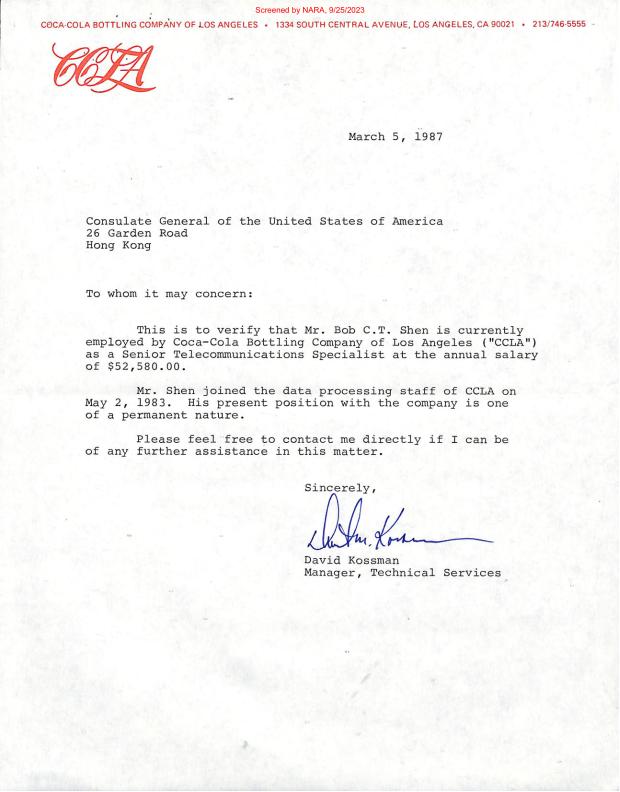 Screened by NARA, 9/25/2023
COCA-COLA BOTTLING COMPANY OF LOS ANGELES • 1334 SOUTH CENTRAL AVENUE, LOS ANGELES, CA 90021 • 213/746-5555
CCLA
March 5, 1987
Consulate General of the United States of America
26 Garden Road
Hong Kong
To whom it may concern:
This is to verify that Mr. Bob C.T. Shen is currently
employed by Coca-Cola Bottling Company of Los Angeles ("CCLA")
as a Senior Telecommunications Specialist at the annual salary
of $52,580.00.
Mr. Shen joined the data processing staff of CCLA on
May 2, 1983.  His present position with the company is one
of a permanent nature.
Please feel free to contact me directly if I can be
of any further assistance in this matter.
Sincerely,
David Kossman
Manager, Technical Services